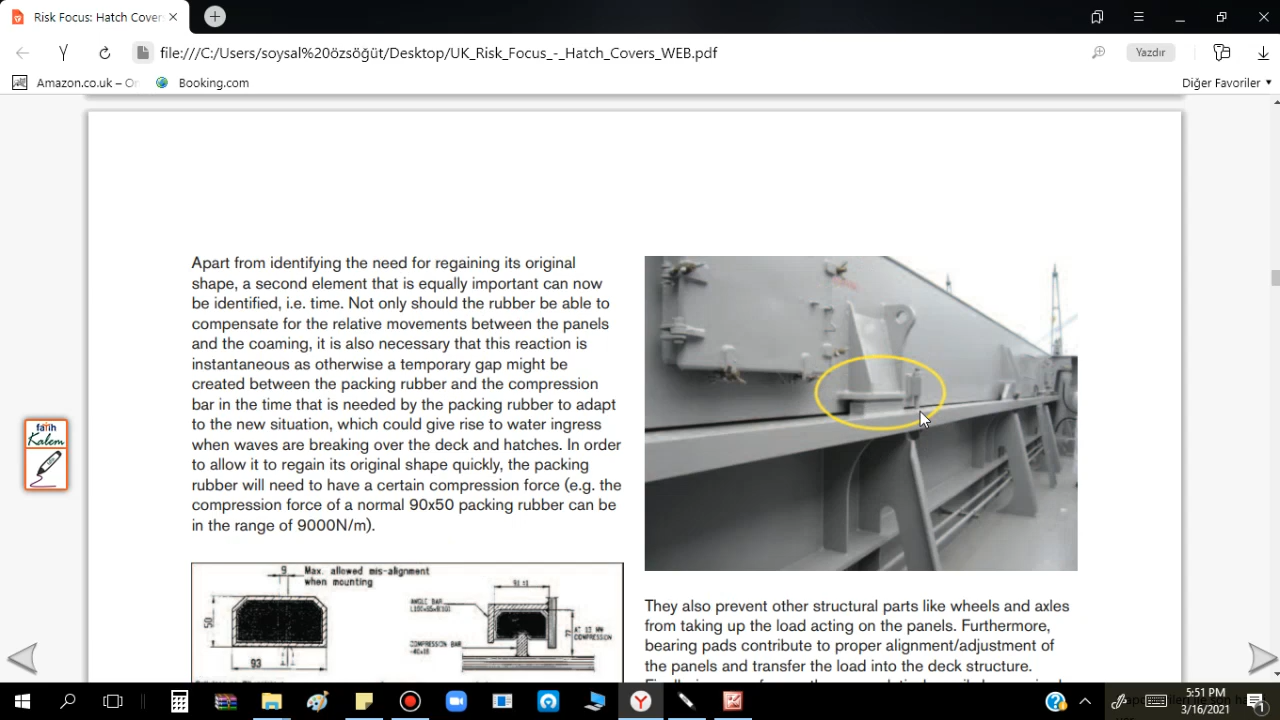 Risk Focus: Hatch Cover
file:///C:/Users/soysal%20özsöğüt/Desktop/UK_Risk_Focus_-_Hatch_Covers_WEB.pdf
Yazdır
Amazon.co.uk – Or
Booking.com
Diğer Favoriler
Apart from identifying the need for regaining its original
shape, a second element that is equally important can now
be identified, i.e. time. Not only should the rubber be able to
compensate for the relative movements between the panels
and the coaming, it is also necessary that this reaction is
instantaneous as otherwise a temporary gap might be
created between the packing rubber and the compression
bar in the time that is needed by the packing rubber to adapt
to the new situation, which could give rise to water ingress
when waves are breaking over the deck and hatches. In order
to allow it to regain its original shape quickly, the packing
rubber will need to have a certain compression force (e.g. the
compression force of a normal 90x50 packing rubber can be
in the range of 9000N/m).
9 Max. allowed mis-alignment
when mounting
50
93
ANGLE BAR
COMPRESSION BAR
AT 13 MM
COMPRESSION
They also prevent other structural parts like wheels and axles
from taking up the load acting on the panels. Furthermore,
bearing pads contribute to proper alignment/adjustment of
the panels and transfer the load into the deck structure.
fatih
Kalem
5:51 PM
3/16/2021
1